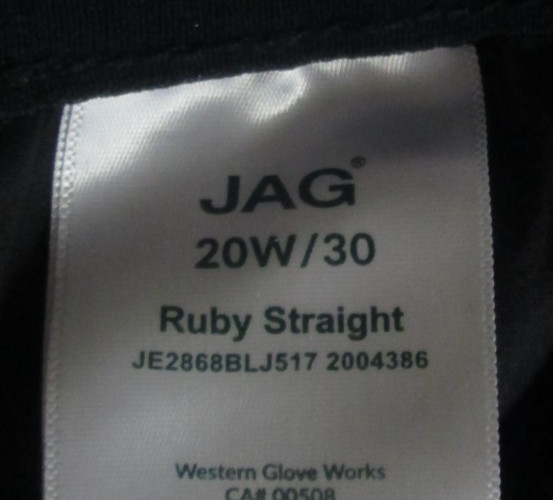 JAG®
20W/30
Ruby Straight
JE2868BLJ517 2004386
Western Glove Works
CA# 00508